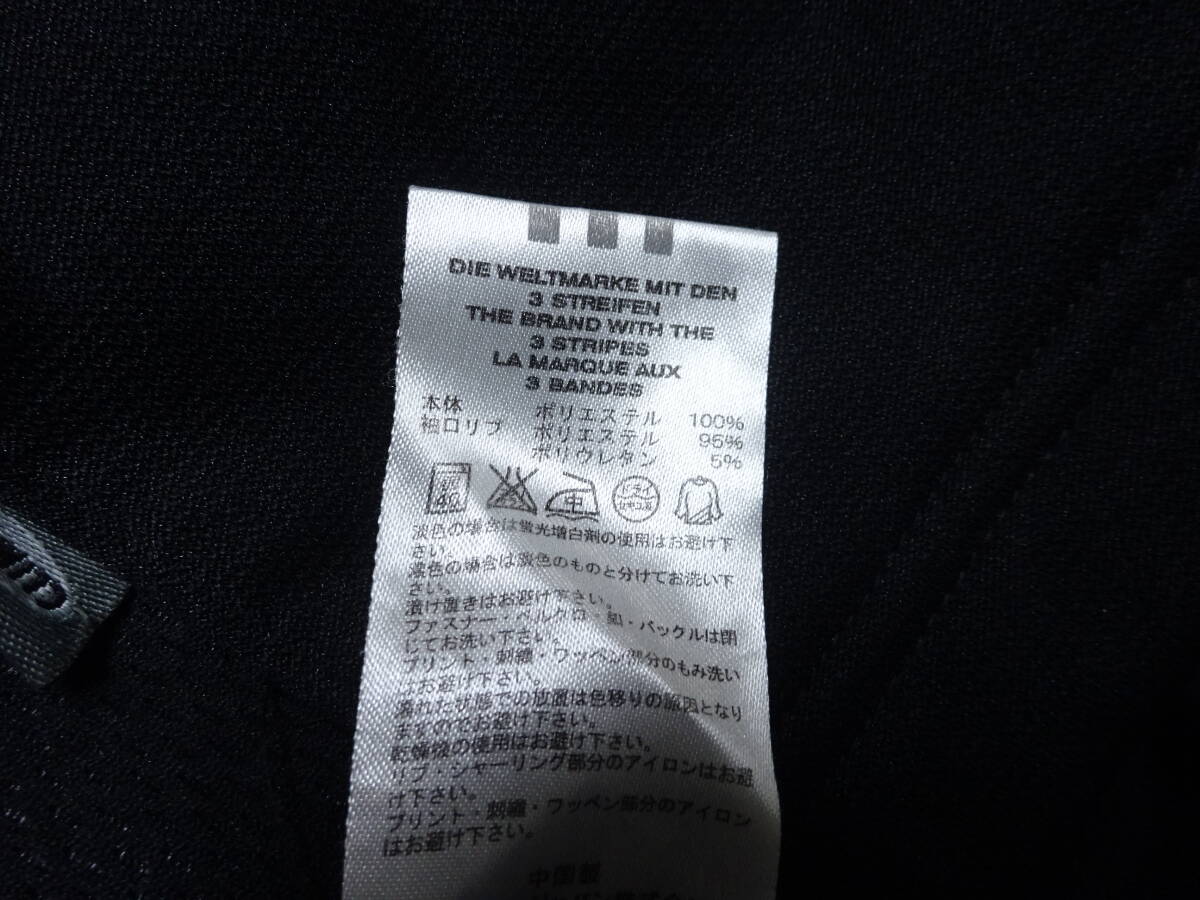 DIE WELTMARKE MIT DEN
3 STREIFEN
THE BRAND WITH THE
3 STRIPES
LA MARQUE AUX
3 BANDES
本体 ポリエステル 100%
袖口リブ ポリエステル 95%
ポリウレタン 5%
40 中 ドライ
淡色の場合は蛍光増白剤の使用はお避け下
さい。
濃色の場合は淡色のものと分けてお洗い下
さい。
漬け置きはお避け下さい。
ファスナー・ベルクロ・釦・バックルは閉
じてお洗い下さい。
プリント・刺繍・ワッペン部分のもみ洗い
はお避け下さい。
濡れた状態での放置は色移りの原因となり
ますのでお避け下さい。
乾燥機の使用はお避け下さい。
リブ・シャーリング部分のアイロンはお避
け下さい。
プリント・刺繍・ワッペン部分のアイロン
はお避け下さい。
中国製